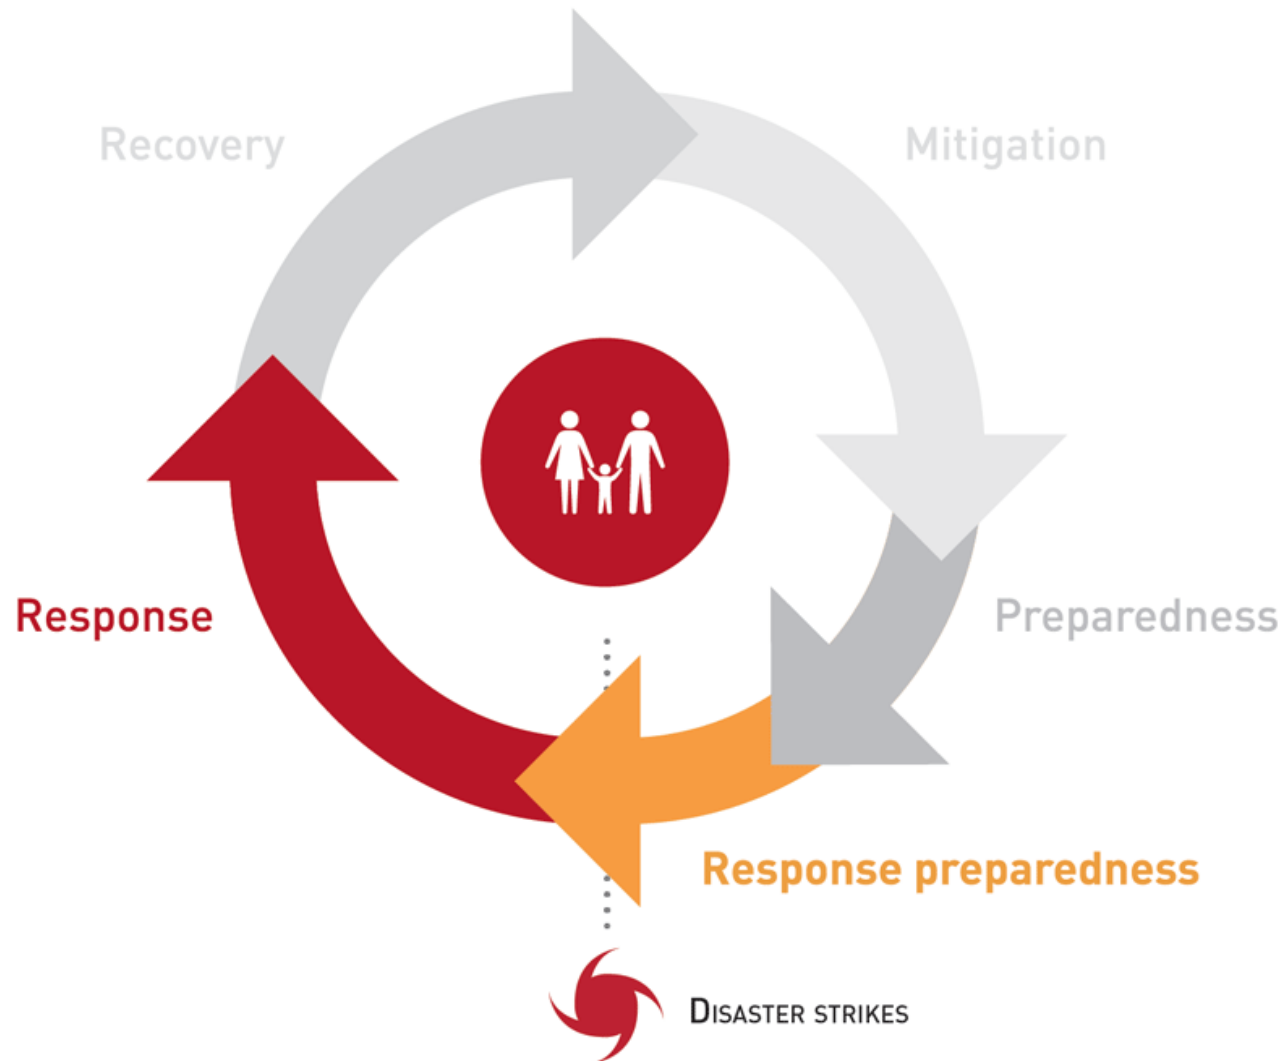 Recovery
Mitigation
Response
Preparedness
Response preparedness
Disaster strikes